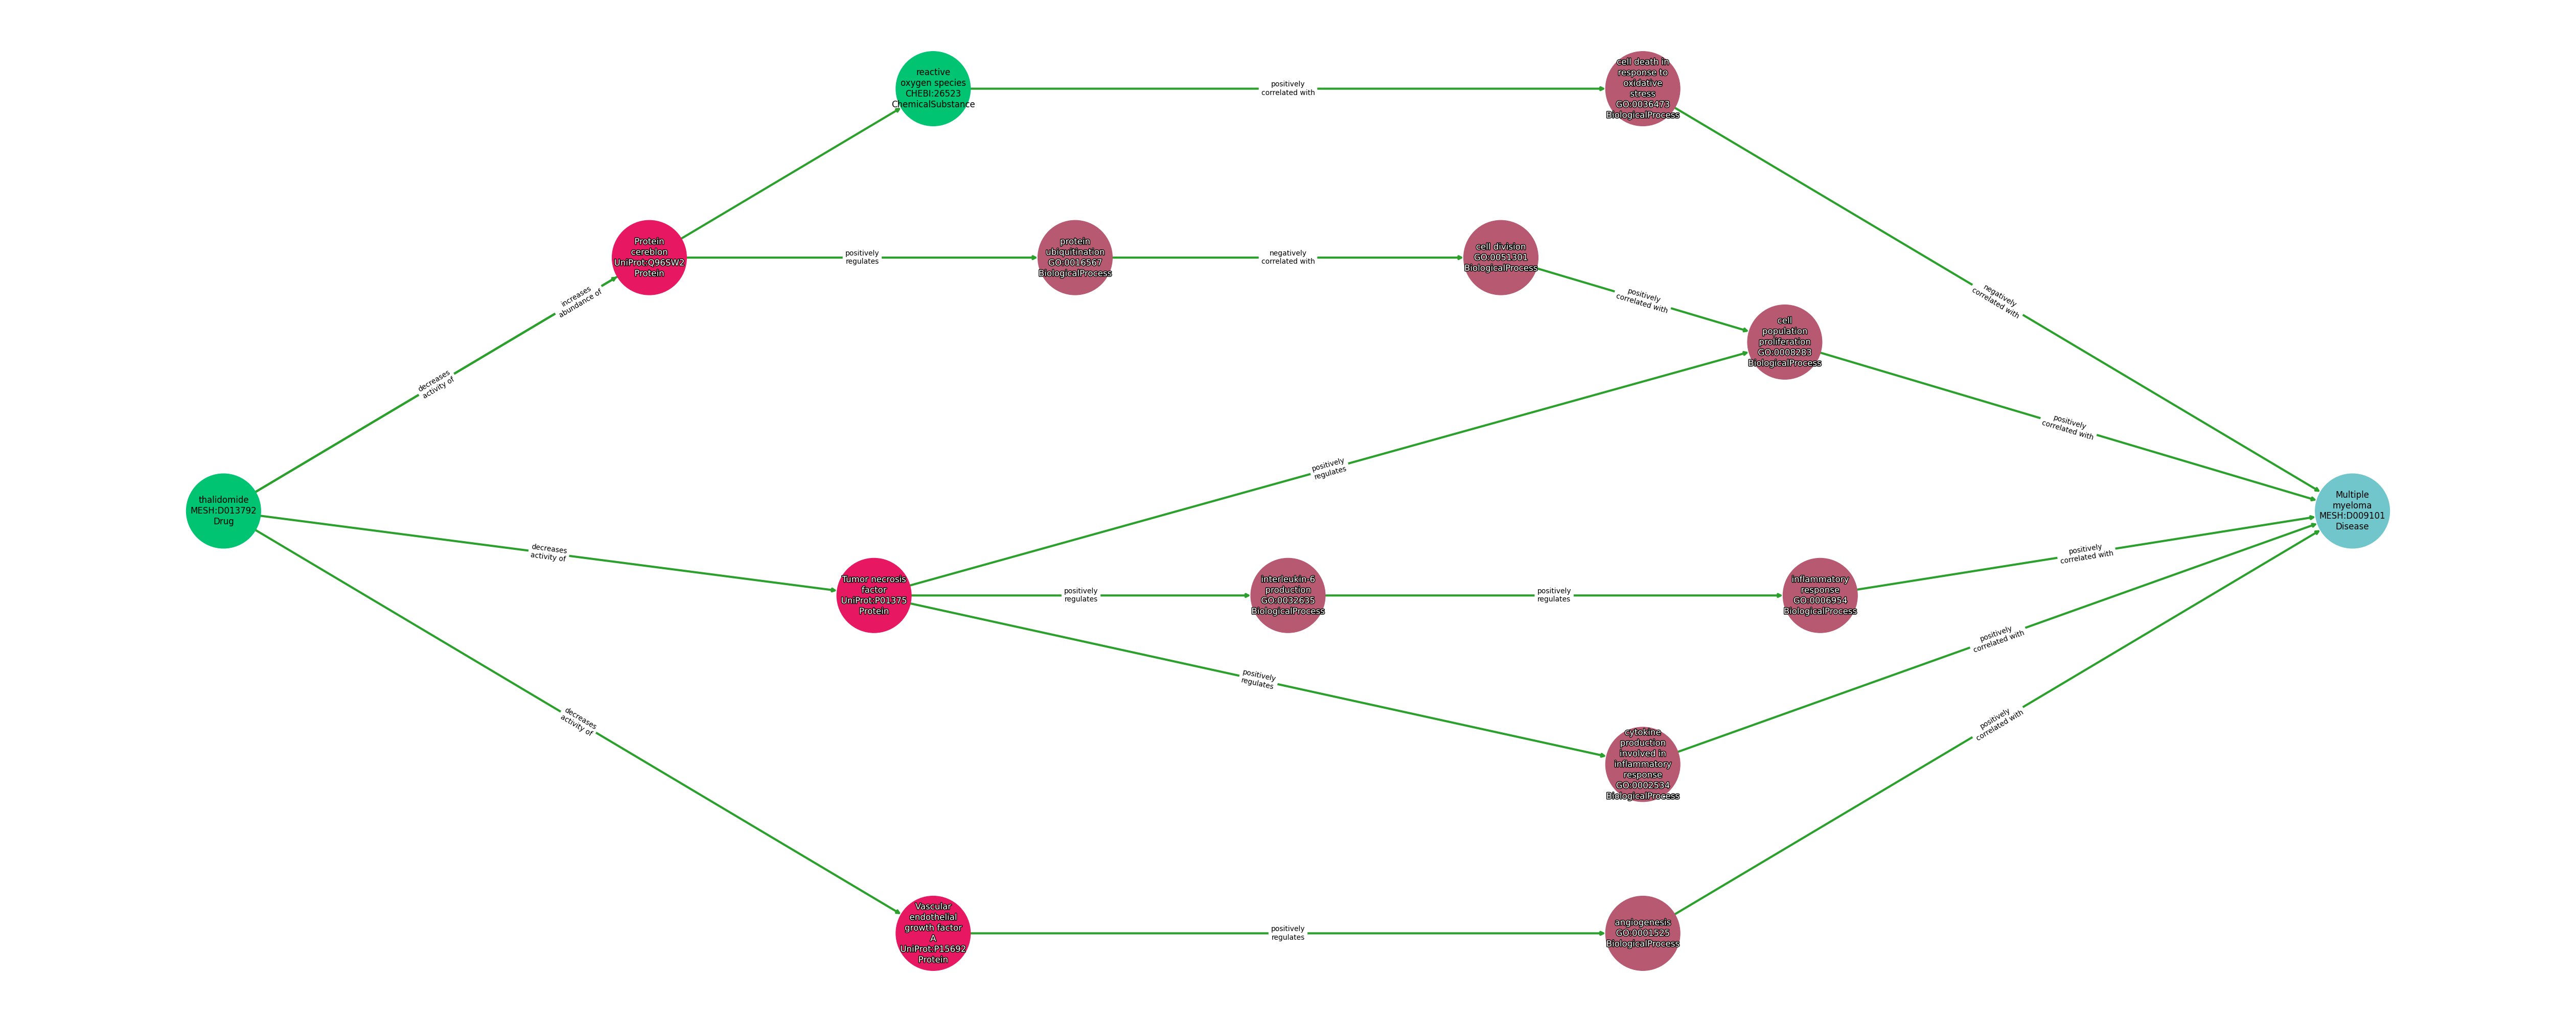 reactive
oxygen species
CHEBI:26523
ChemicalSubstance
positively
correlated with
cell death in
response to
oxidative
stress
GO:0036473
BiologicalProcess
Protein
cereblon
UniProt:Q96SW2
Protein
positively
regulates
protein
ubiquitination
GO:0016567
BiologicalProcess
negatively
correlated with
cell division
GO:0051301
BiologicalProcess
positively
correlated with
cell
population
proliferation
GO:0008283
BiologicalProcess
negatively
correlated with
increases
abundance of
decreases
activity of
positively
correlated with
positively
regulates
thalidomide
MESH:D013792
Drug
Multiple
myeloma
MESH:D009101
Disease
decreases
activity of
Tumor necrosis
factor
UniProt:P01375
Protein
positively
regulates
interleukin-6
production
GO:0032635
BiologicalProcess
positively
regulates
inflammatory
response
GO:0006954
BiologicalProcess
positively
correlated with
positively
regulates
positively
correlated with
cytokine
production
involved in
inflammatory
response
GO:0002534
BiologicalProcess
decreases
activity of
positively
correlated with
Vascular
endothelial
growth factor
A
UniProt:P15692
Protein
positively
regulates
angiogenesis
GO:0001525
BiologicalProcess